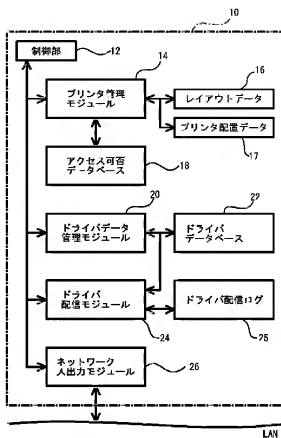 10
制御部
12
14
プリンタ管理
モジュール
16
レイアウトデータ
プリンタ配置データ
17
アクセス可否
データベース
18
20
ドライバデータ
管理モジュール
22
ドライバ
データベース
ドライバ
配信モジュール
24
ドライバ配信ログ
25
ネットワーク
入出力モジュール
26
LAN